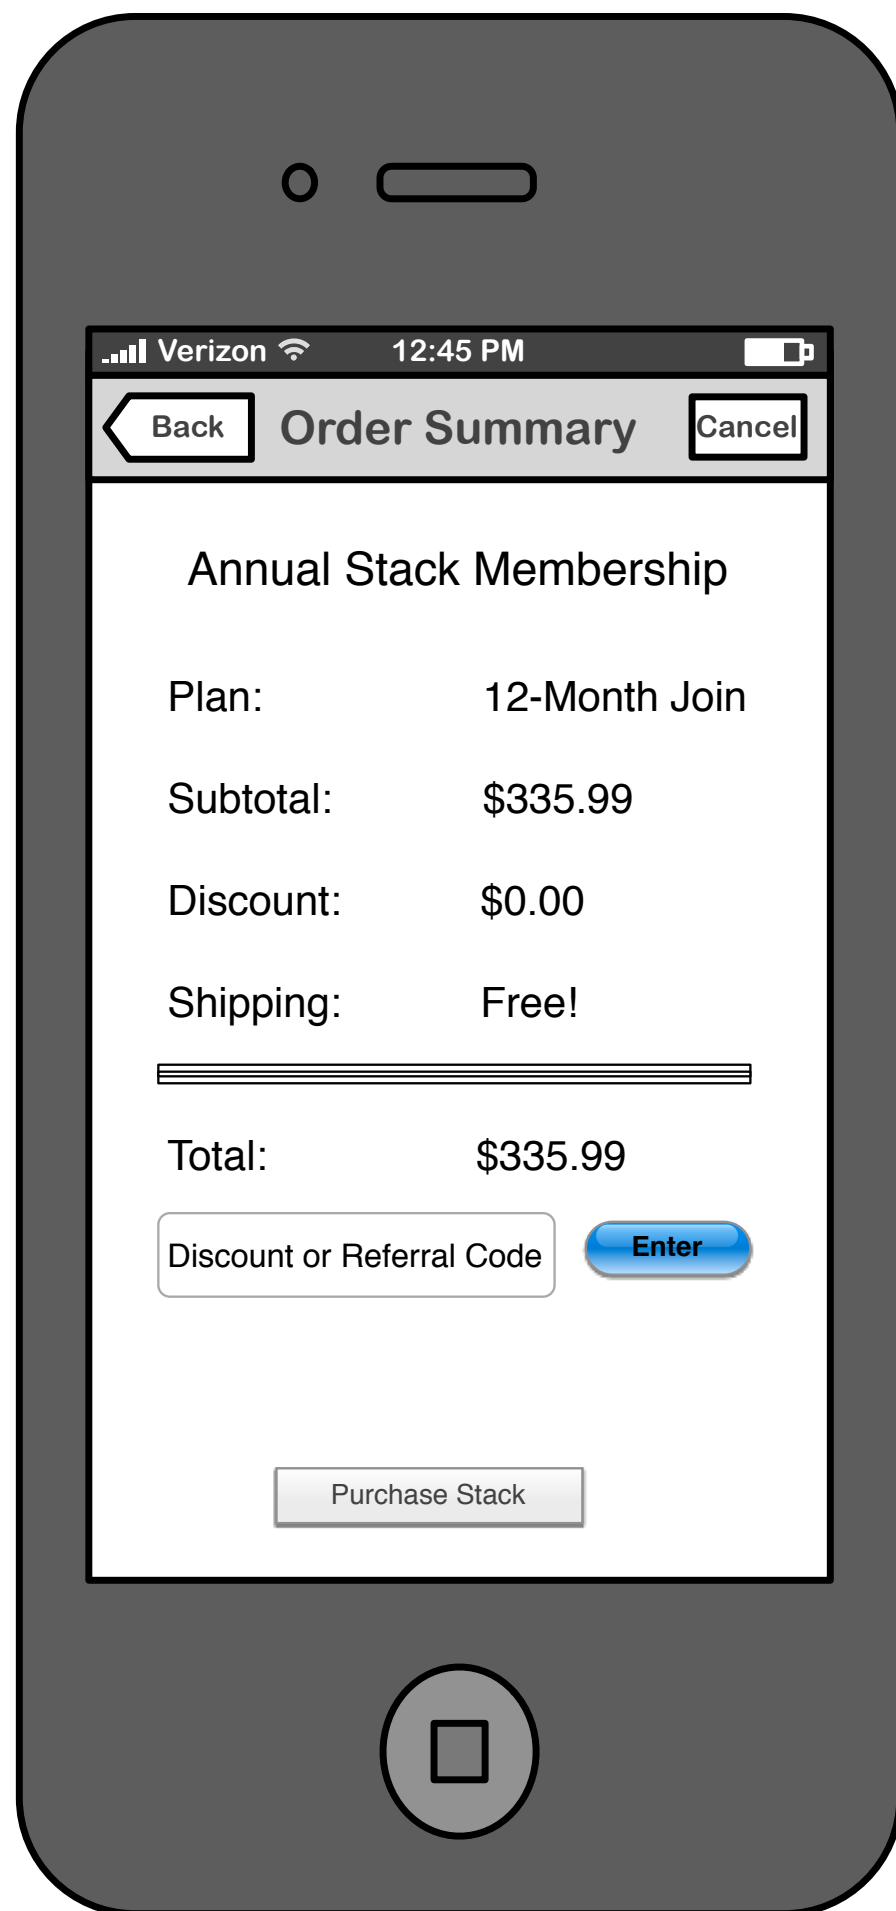 Verizon 12:45 PM
Back Order Summary Cancel
Annual Stack Membership
Plan: 12-Month Join
Subtotal: $335.99
Discount: $0.00
Shipping: Free!
Total: $335.99
Discount or Referral Code Enter
Purchase Stack